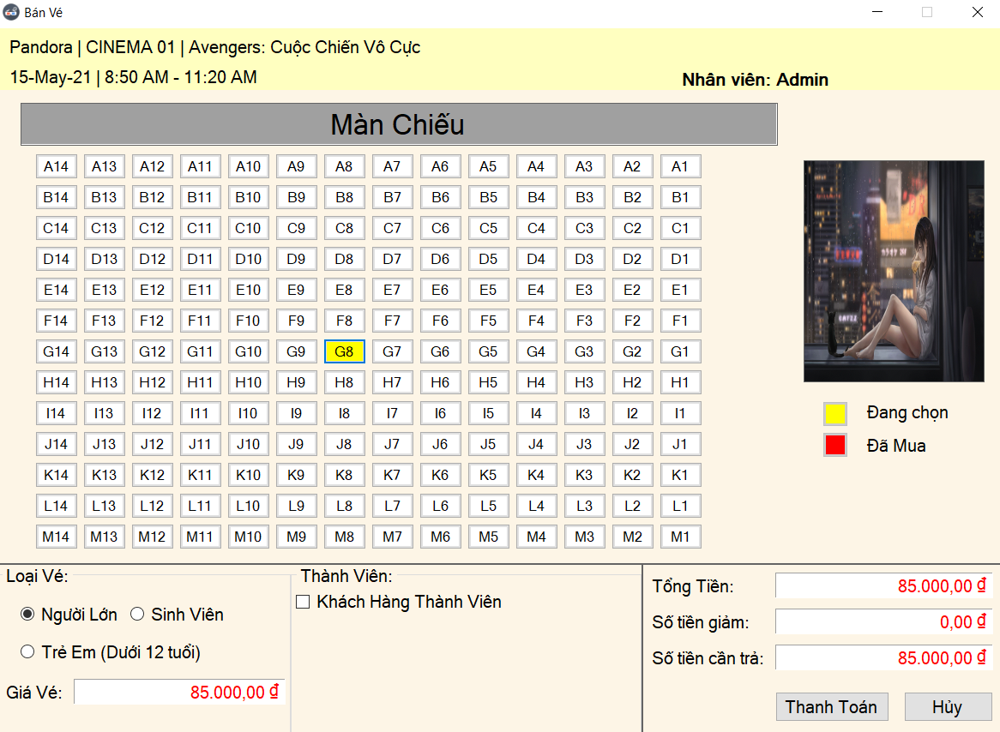 Bán Vé
Pandora | CINEMA 01 | Avengers: Cuộc Chiến Vô Cực
15-May-21 | 8:50 AM - 11:20 AM
Nhân viên: Admin
Màn Chiếu
A14 A13 A12 A11 A10 A9 A8 A7 A6 A5 A4 A3 A2 A1
B14 B13 B12 B11 B10 B9 B8 B7 B6 B5 B4 B3 B2 B1
C14 C13 C12 C11 C10 C9 C8 C7 C6 C5 C4 C3 C2 C1
D14 D13 D12 D11 D10 D9 D8 D7 D6 D5 D4 D3 D2 D1
E14 E13 E12 E11 E10 E9 E8 E7 E6 E5 E4 E3 E2 E1
F14 F13 F12 F11 F10 F9 F8 F7 F6 F5 F4 F3 F2 F1
G14 G13 G12 G11 G10 G9 G8 G7 G6 G5 G4 G3 G2 G1
H14 H13 H12 H11 H10 H9 H8 H7 H6 H5 H4 H3 H2 H1
I14 I13 I12 I11 I10 I9 I8 I7 I6 I5 I4 I3 I2 I1
J14 J13 J12 J11 J10 J9 J8 J7 J6 J5 J4 J3 J2 J1
K14 K13 K12 K11 K10 K9 K8 K7 K6 K5 K4 K3 K2 K1
L14 L13 L12 L11 L10 L9 L8 L7 L6 L5 L4 L3 L2 L1
M14 M13 M12 M11 M10 M9 M8 M7 M6 M5 M4 M3 M2 M1
Đang chọn
Đã Mua
Loại Vé:
Người Lớn Sinh Viên
Trẻ Em (Dưới 12 tuổi)
Giá Vé: 85.000,00 ₫
Thành Viên:
Khách Hàng Thành Viên
Tổng Tiền: 85.000,00 ₫
Số tiền giảm: 0,00 ₫
Số tiền cần trả: 85.000,00 ₫
Thanh Toán Hủy